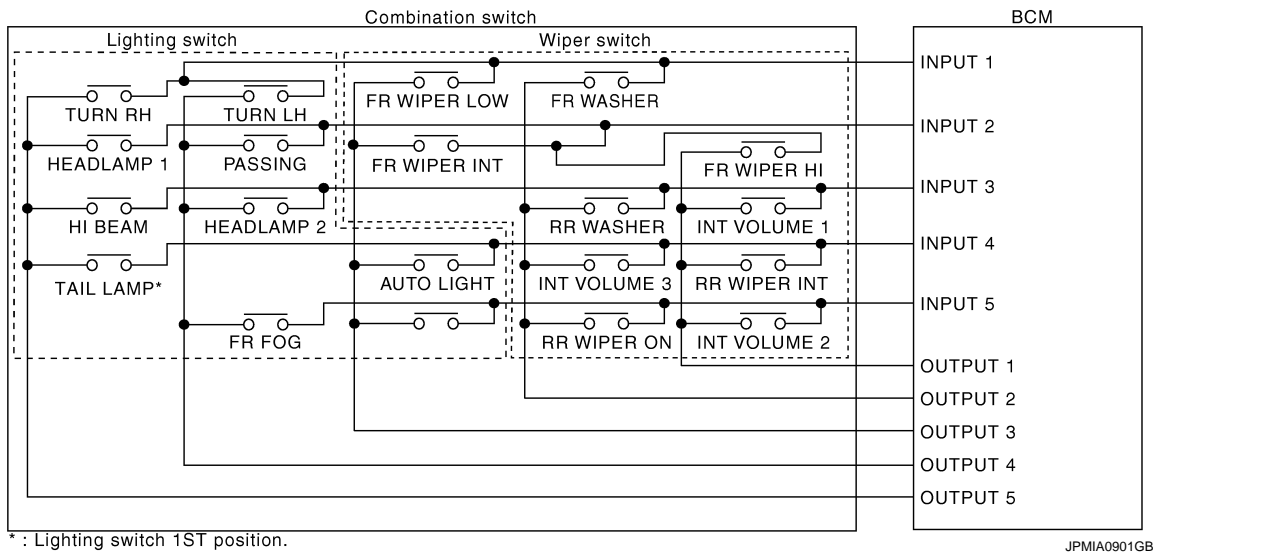 Combination switch
BCM
Lighting switch
Wiper switch
INPUT 1
TURN RH
TURN LH
FR WIPER LOW
FR WASHER
INPUT 2
HEADLAMP 1
PASSING
FR WIPER INT
FR WIPER HI
INPUT 3
HI BEAM
HEADLAMP 2
RR WASHER
INT VOLUME 1
INPUT 4
TAIL LAMP*
AUTO LIGHT
INT VOLUME 3
RR WIPER INT
INPUT 5
FR FOG
RR WIPER ON
INT VOLUME 2
OUTPUT 1
OUTPUT 2
OUTPUT 3
OUTPUT 4
OUTPUT 5
* : Lighting switch 1ST position.
JPMIA0901GB